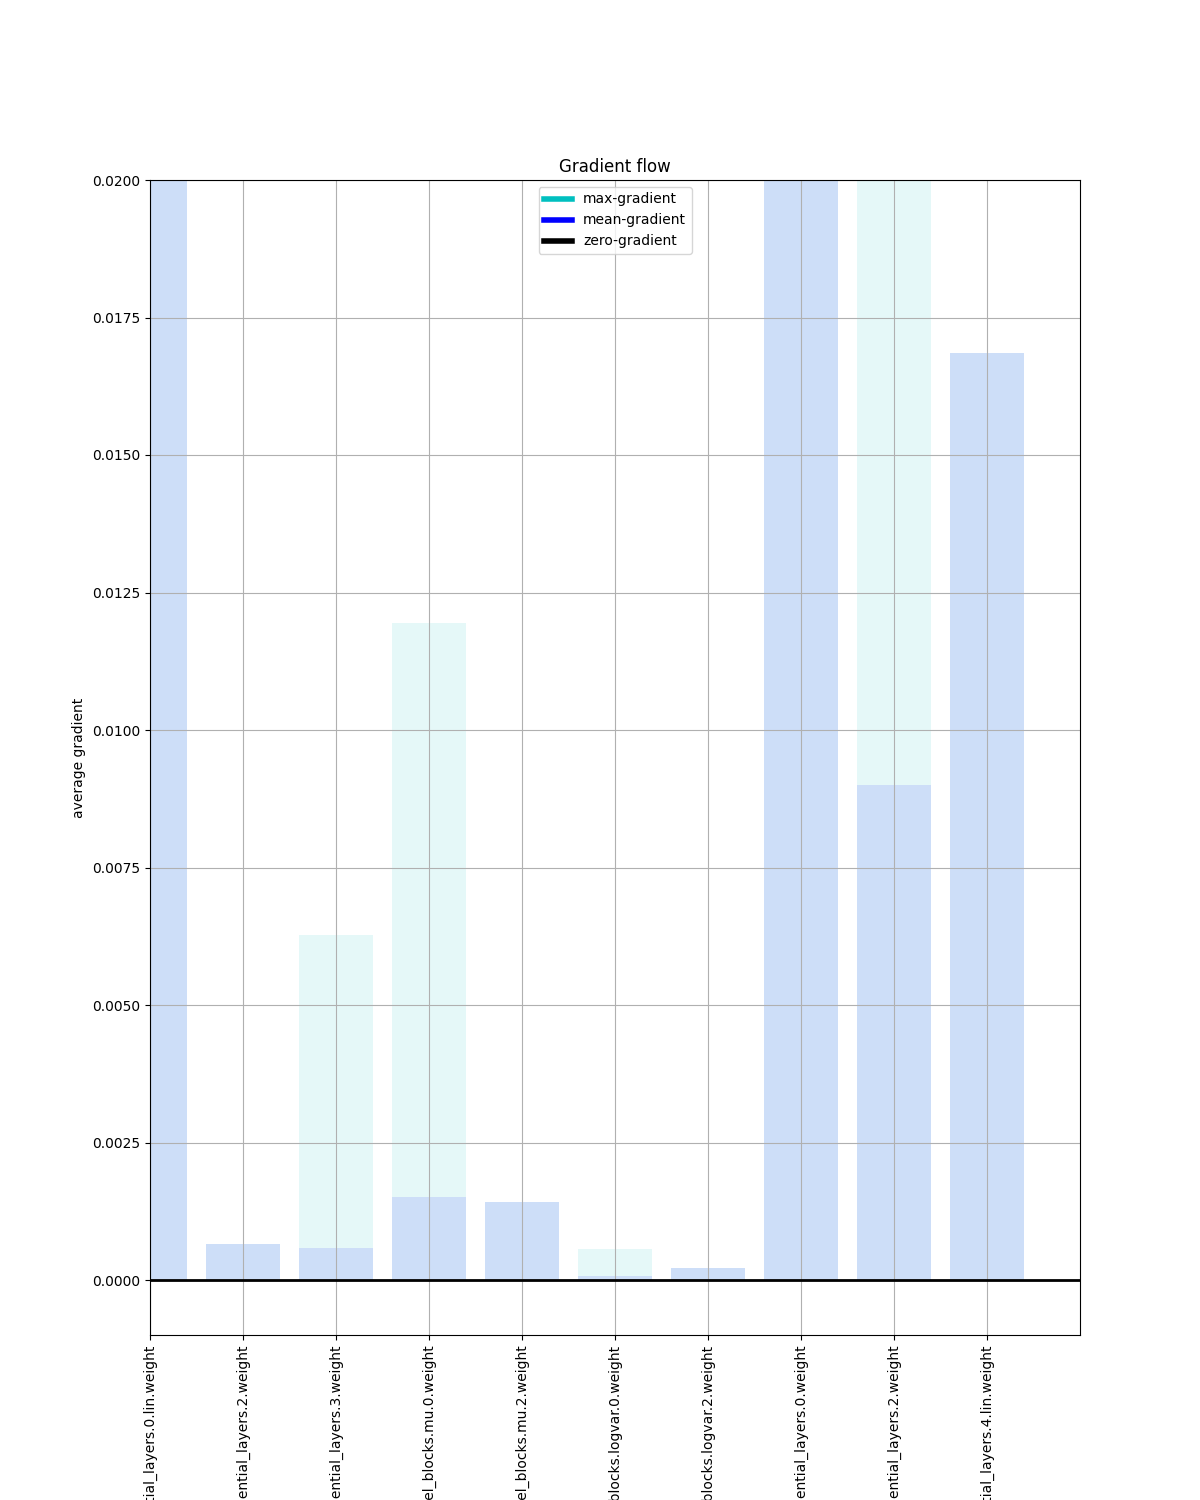 Gradient flow
max-gradient
mean-gradient
zero-gradient
0.0200
0.0175
0.0150
0.0125
0.0100
0.0075
0.0050
0.0025
0.0000
average gradient
tial_layers.0.lin.weight
ential_layers.2.weight
ential_layers.3.weight
el_blocks.mu.0.weight
el_blocks.mu.2.weight
blocks.logvar.0.weight
blocks.logvar.2.weight
ential_layers.0.weight
ential_layers.2.weight
tial_layers.4.lin.weight